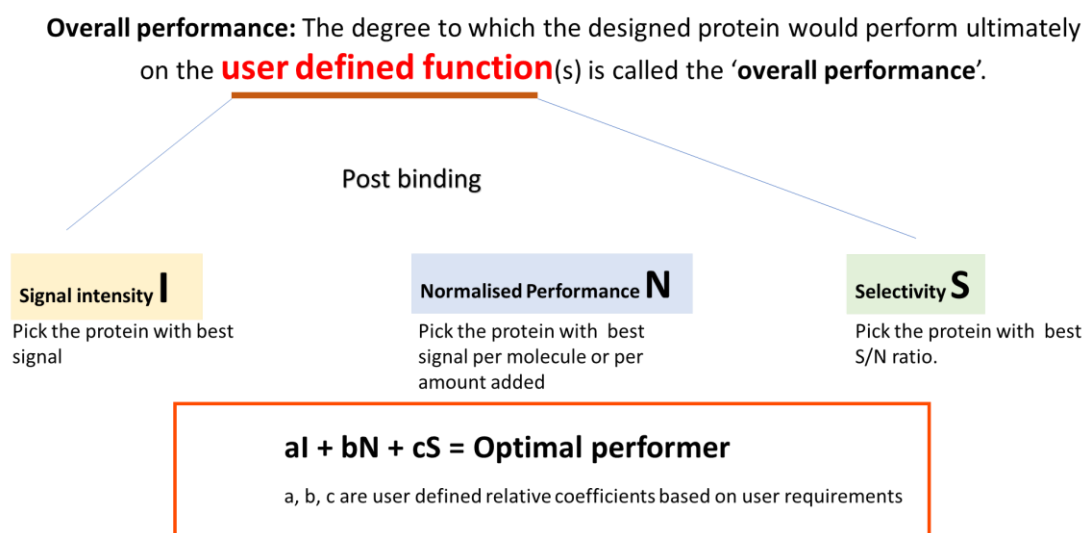 Overall performance: The degree to which the designed protein would perform ultimately
on the user defined function(s) is called the ‘overall performance’.
Post binding
Signal intensity I
Pick the protein with best
signal
Normalised Performance N
Pick the protein with best
signal per molecule or per
amount added
Selectivity S
Pick the protein with best
S/N ratio.
aI + bN + cS = Optimal performer
a, b, c are user defined relative coefficients based on user requirements